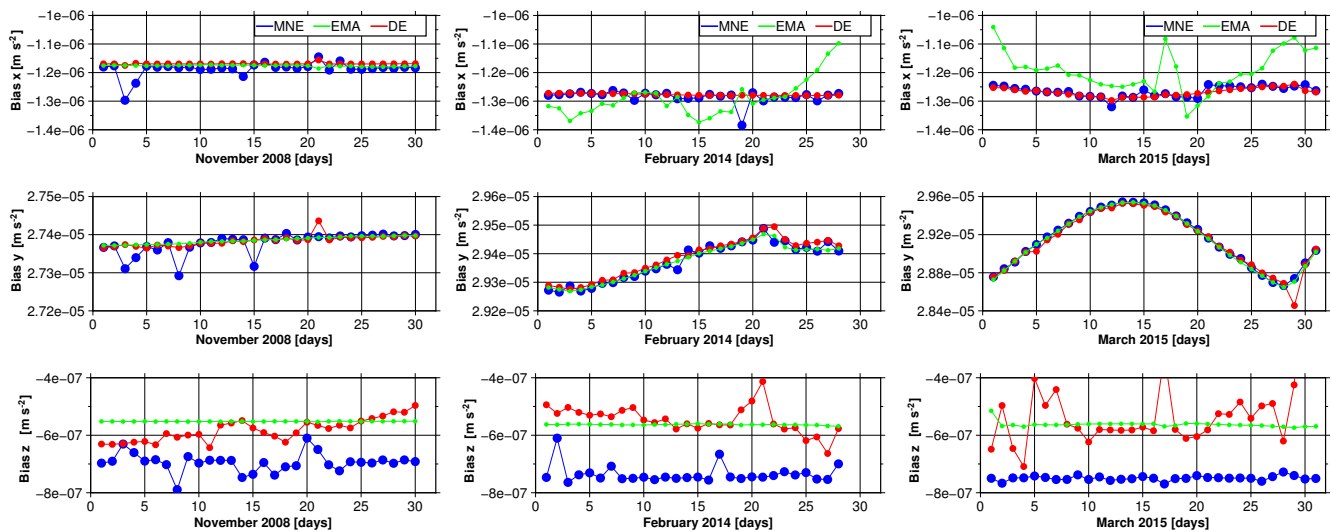 −1e−06
MNE EMA DE
−1.1e−06
−1.2e−06
−1.3e−06
−1.4e−06
Bias x [m s⁻²]
0 5 10 15 20 25 30
November 2008 [days]
−1e−06
MNE EMA DE
−1.1e−06
−1.2e−06
−1.3e−06
−1.4e−06
Bias x [m s⁻²]
0 5 10 15 20 25 30
February 2014 [days]
−1e−06
MNE EMA DE
−1.1e−06
−1.2e−06
−1.3e−06
−1.4e−06
Bias x [m s⁻²]
0 5 10 15 20 25 30
March 2015 [days]
2.75e−05
2.74e−05
2.73e−05
2.72e−05
Bias y [m s⁻²]
0 5 10 15 20 25 30
November 2008 [days]
2.96e−05
2.95e−05
2.94e−05
2.93e−05
2.92e−05
Bias y [m s⁻²]
0 5 10 15 20 25 30
February 2014 [days]
2.96e−05
2.92e−05
2.88e−05
2.84e−05
Bias y [m s⁻²]
0 5 10 15 20 25 30
March 2015 [days]
−4e−07
−6e−07
−8e−07
Bias z [m s⁻²]
0 5 10 15 20 25 30
November 2008 [days]
−4e−07
−6e−07
−8e−07
Bias z [m s⁻²]
0 5 10 15 20 25 30
February 2014 [days]
−4e−07
−6e−07
−8e−07
Bias z [m s⁻²]
0 5 10 15 20 25 30
March 2015 [days]